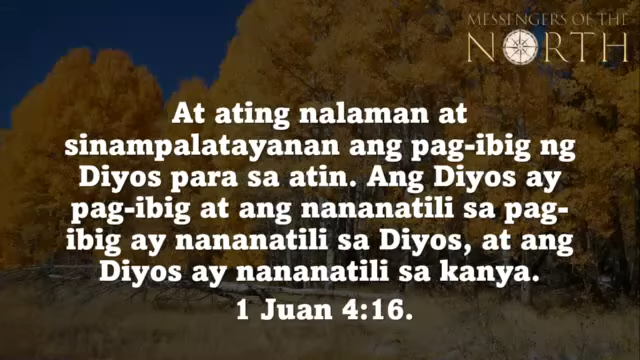 MESSENGERS OF THE
NORTH
At ating nalaman at
sinampalatayanan ang pag-ibig ng
Diyos para sa atin. Ang Diyos ay
pag-ibig at ang nananatili sa pag-
ibig ay nananatili sa Diyos, at ang
Diyos ay nananatili sa kanya.
1 Juan 4:16.